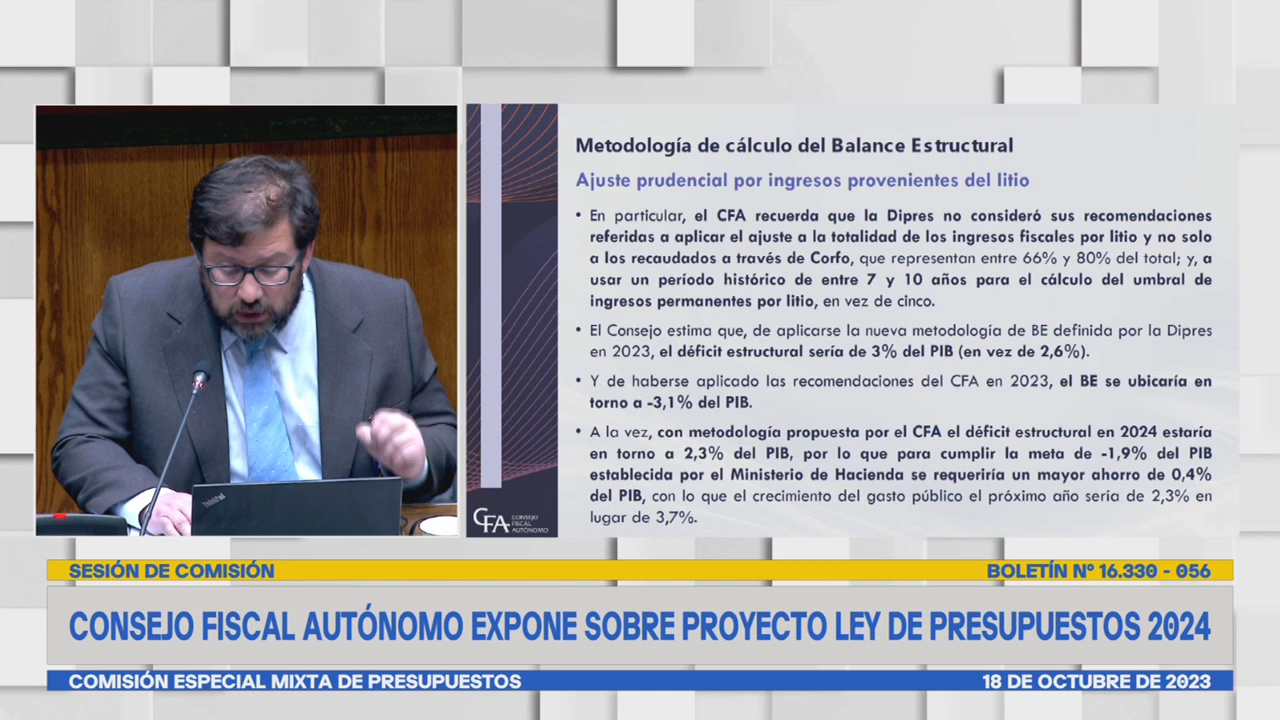 Metodología de cálculo del Balance Estructural
Ajuste prudencial por ingresos provenientes del litio
• En particular, el CFA recuerda que la Dipres no consideró sus recomendaciones
referidas a aplicar el ajuste a la totalidad de los ingresos fiscales por litio y no solo
a los recaudados a través de Corfo, que representan entre 66% y 80% del total; y, a
usar un período histórico de entre 7 y 10 años para el cálculo del umbral de
ingresos permanentes por litio, en vez de cinco.
• El Consejo estima que, de aplicarse la nueva metodología de BE definida por la Dipres
en 2023, el déficit estructural sería de 3% del PIB (en vez de 2,6%).
• Y de haberse aplicado las recomendaciones del CFA en 2023, el BE se ubicaría en
torno a -3,1% del PIB.
• A la vez, con metodología propuesta por el CFA el déficit estructural en 2024 estaría
en torno a 2,3% del PIB, por lo que para cumplir la meta de -1,9% del PIB
establecida por el Ministerio de Hacienda se requeriría un mayor ahorro de 0,4%
del PIB, con lo que el crecimiento del gasto público el próximo año sería de 2,3% en
lugar de 3,7%.
CFA CONSEJO
FISCAL
AUTÓNOMO
ThinkPad
SESIÓN DE COMISIÓN
BOLETÍN N° 16.330 - 056
CONSEJO FISCAL AUTÓNOMO EXPONE SOBRE PROYECTO LEY DE PRESUPUESTOS 2024
COMISIÓN ESPECIAL MIXTA DE PRESUPUESTOS
18 DE OCTUBRE DE 2023